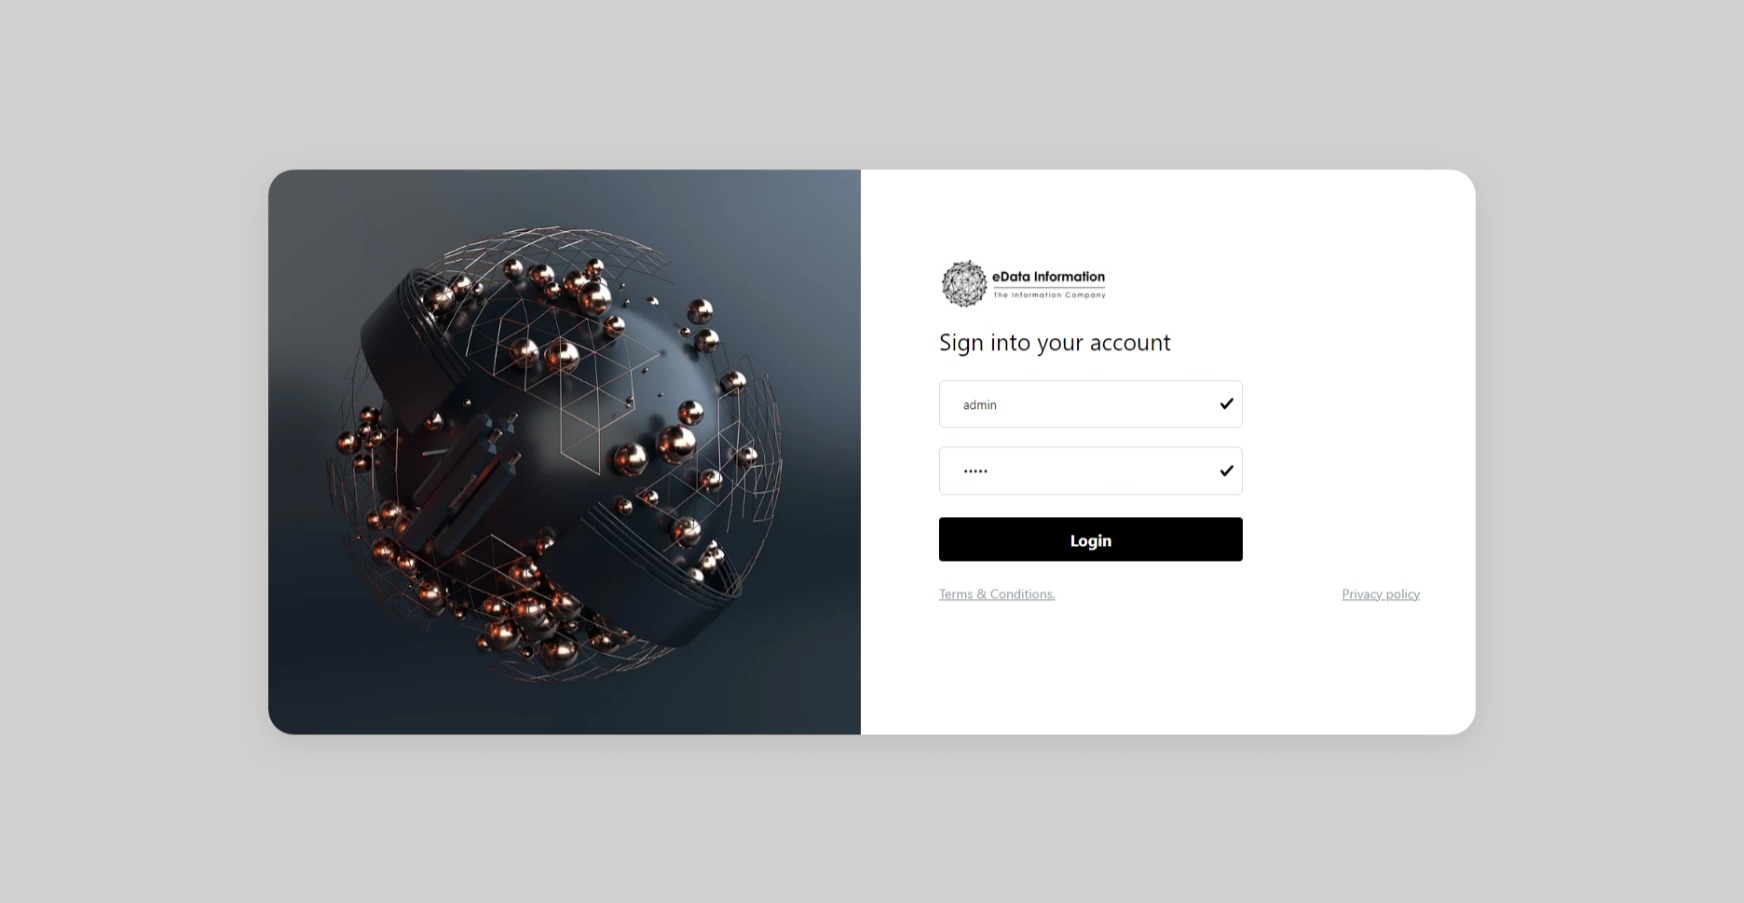 eData Information
The Information Company
Sign into your account
admin
•••••
Login
Terms & Conditions.
Privacy policy